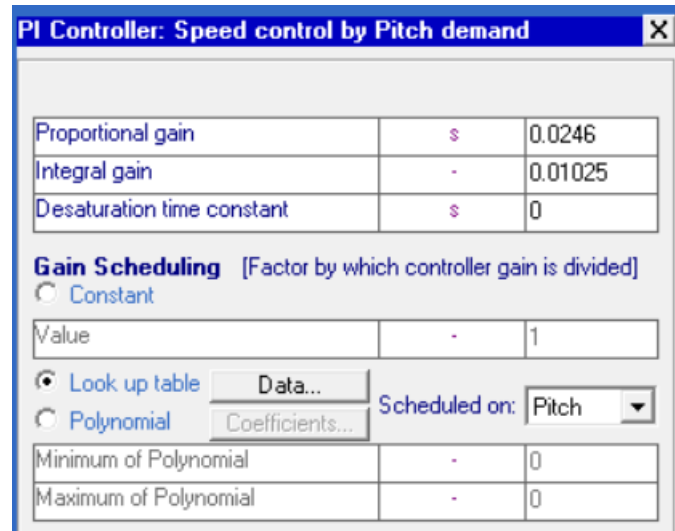 PI Controller: Speed control by Pitch demand X
Proportional gain s 0.0246
Integral gain - 0.01025
Desaturation time constant s 0
Gain Scheduling [Factor by which controller gain is divided]
Constant
Value - 1
Look up table Data...
Scheduled on: Pitch
Polynomial Coefficients...
Minimum of Polynomial - 0
Maximum of Polynomial - 0